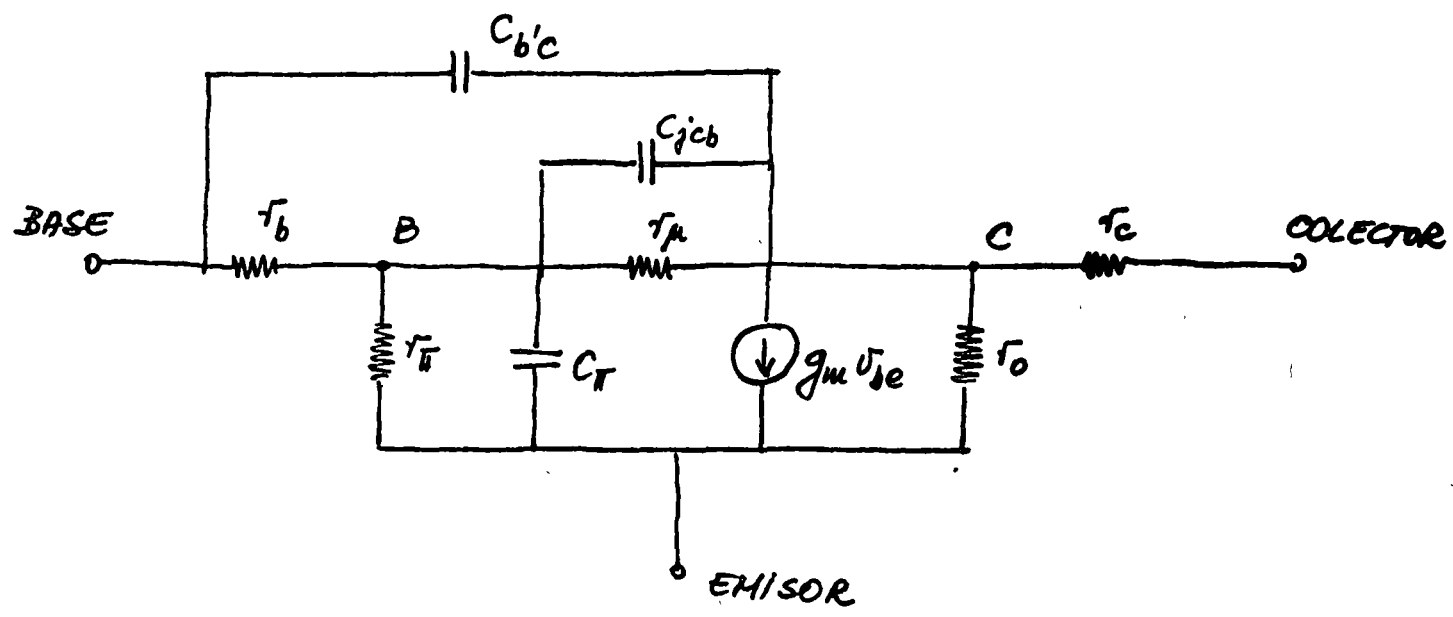 C_b'c
C_jcb
BASE r_b B r_μ C r_c COLECTOR
r_π C_π g_m v_be r_o
EMISOR